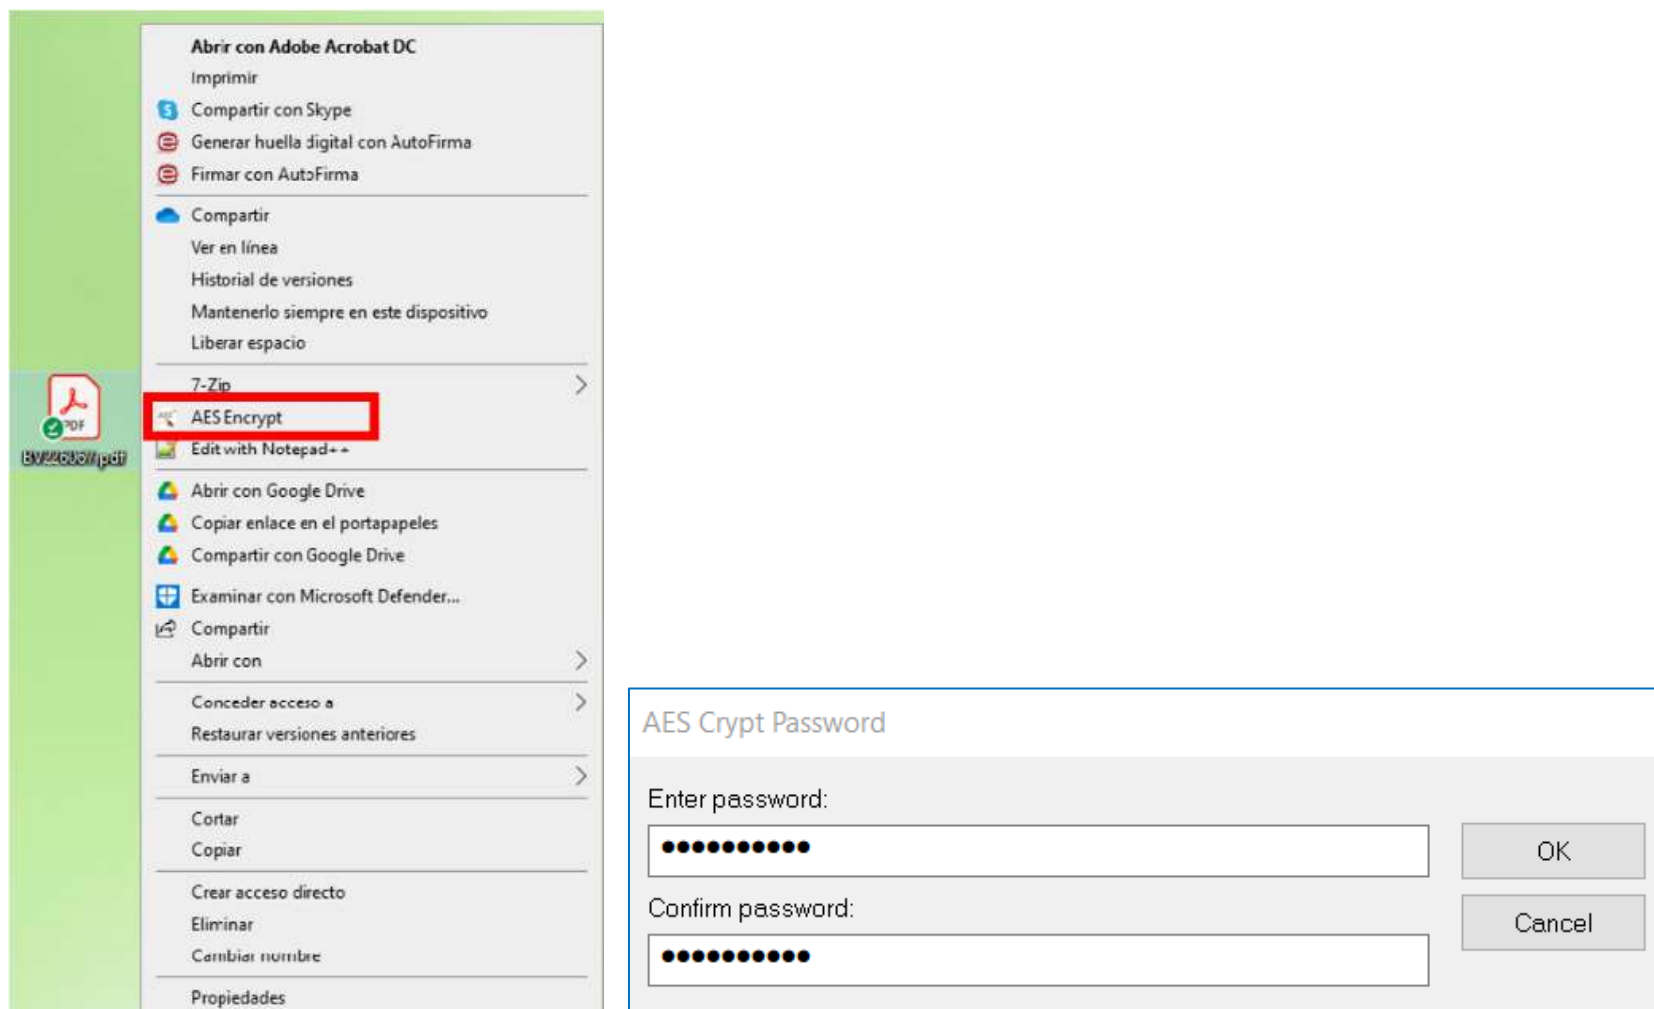 Abrir con Adobe Acrobat DC
Imprimir
Compartir con Skype
Generar huella digital con AutoFirma
Firmar con AutoFirma
Compartir
Ver en línea
Historial de versiones
Mantenerlo siempre en este dispositivo
Liberar espacio
7-Zip
AES Encrypt
Edit with Notepad++
Abrir con Google Drive
Copiar enlace en el portapapeles
Compartir con Google Drive
Examinar con Microsoft Defender...
Compartir
Abrir con
Conceder acceso a
Restaurar versiones anteriores
Enviar a
Cortar
Copiar
Crear acceso directo
Eliminar
Cambiar nombre
Propiedades
PDF
AES Crypt Password
Enter password:
OK
Confirm password:
Cancel